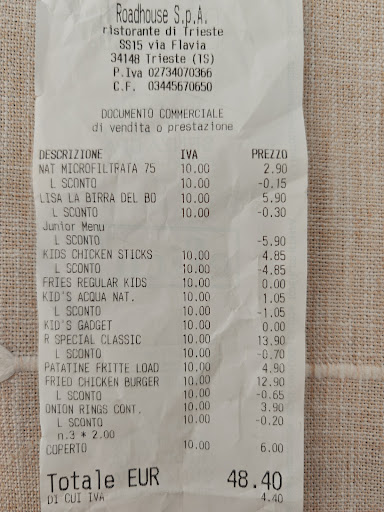 Roadhouse S.p.A.
ristorante di Trieste
SS15 via Flavia
34148 Trieste (TS)
P.Iva 02734070366
C.F. 03445670650
DOCUMENTO COMMERCIALE
di vendita o prestazione
DESCRIZIONE IVA PREZZO
NAT MICROFILTRATA 75 10.00 2.90
L SCONTO 10.00 -0.15
LISA LA BIRRA DEL BO 10.00 5.90
L SCONTO 10.00 -0.30
Junior Menu
L SCONTO -5.90
KIDS CHICKEN STICKS 10.00 4.85
L SCONTO 10.00 -4.85
FRIES REGULAR KIDS 10.00 0.00
KID'S ACQUA NAT. 10.00 1.05
L SCONTO 10.00 -1.05
KID'S GADGET 10.00 0.00
R SPECIAL CLASSIC 10.00 13.90
L SCONTO 10.00 -0.70
PATATINE FRITTE LOAD 10.00 4.90
FRIED CHICKEN BURGER 10.00 12.90
L SCONTO 10.00 -0.65
ONION RINGS CONT. 10.00 3.90
L SCONTO 10.00 -0.20
n.3 * 2.00
COPERTO 10.00 6.00
Totale EUR 48.40
DI CUI IVA 4.40